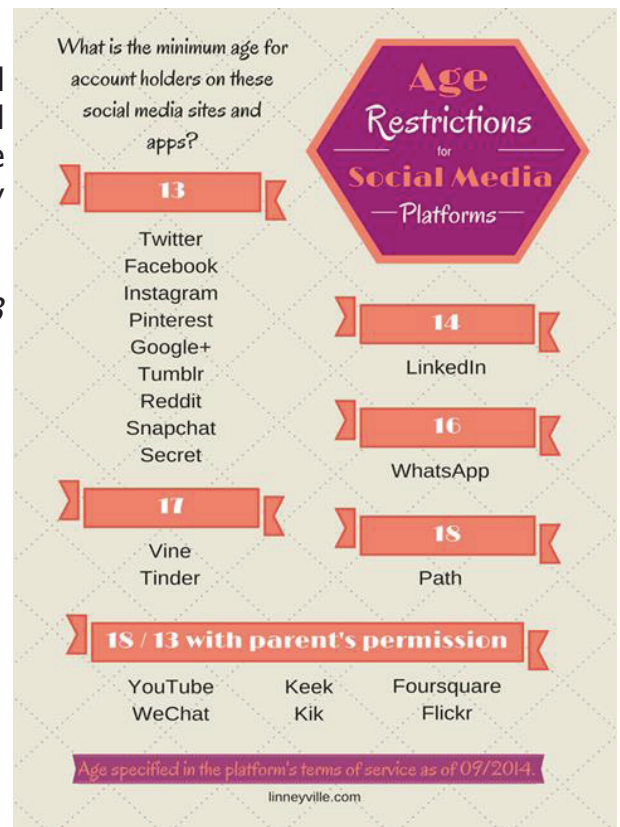 What is the minimum age for
account holders on these
social media sites and
apps?
Age
Restrictions
for
Social Media
Platforms
13
Twitter
Facebook
Instagram
Pinterest
Google+
Tumblr
Reddit
Snapchat
Secret
17
Vine
Tinder
14
LinkedIn
16
WhatsApp
18
Path
18 / 13 with parent's permission
YouTube Keek Foursquare
WeChat Kik Flickr
Age specified in the platform's terms of service as of 09/2014.
linneyville.com